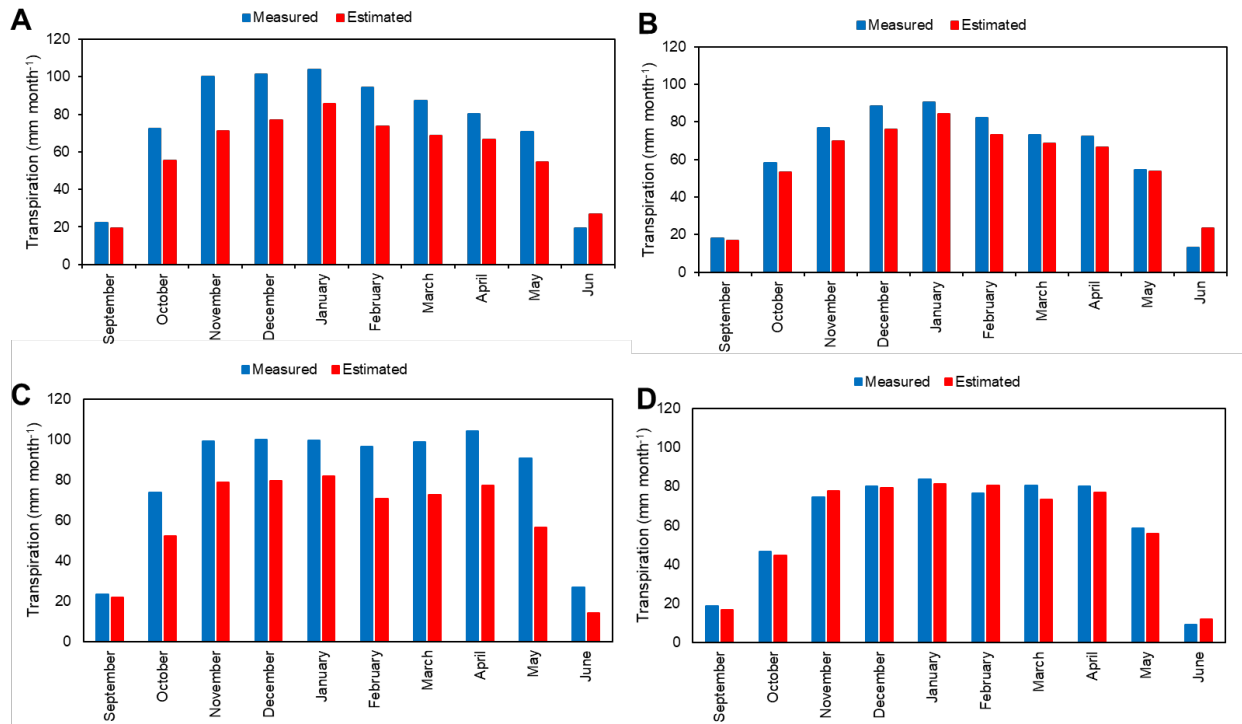 A
Measured Estimated
Transpiration (mm month⁻¹)
120
100
80
60
40
20
0
September
October
November
December
January
February
March
April
May
Jun
B
Measured Estimated
Transpiration (mm month⁻¹)
120
100
80
60
40
20
0
September
October
November
December
January
February
March
April
May
Jun
C
Measured Estimated
Transpiration (mm month⁻¹)
120
100
80
60
40
20
0
September
October
November
December
January
February
March
April
May
June
D
Measured Estimated
Transpiration (mm month⁻¹)
120
100
80
60
40
20
0
September
October
November
December
January
February
March
April
May
June